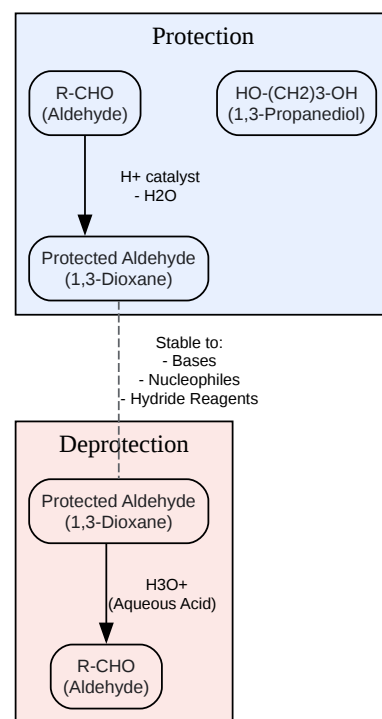 Protection
R-CHO
(Aldehyde)
HO-(CH2)3-OH
(1,3-Propanediol)
H+ catalyst
- H2O
Protected Aldehyde
(1,3-Dioxane)
Stable to:
- Bases
- Nucleophiles
- Hydride Reagents
Deprotection
Protected Aldehyde
(1,3-Dioxane)
H3O+
(Aqueous Acid)
R-CHO
(Aldehyde)